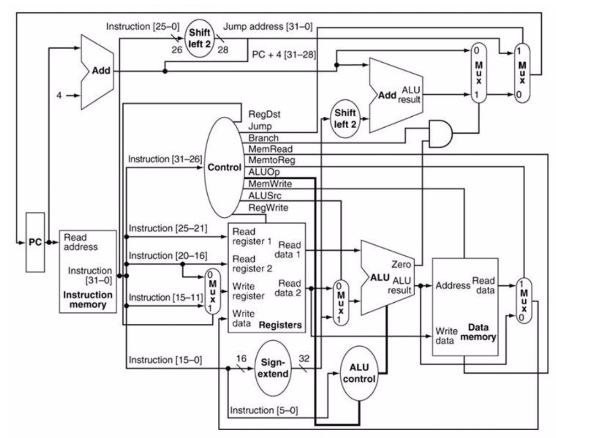 Instruction [25–0]
Jump address [31–0]
Shift
left 2
26
28
PC + 4 [31–28]
Add
4
0
M
u
x
1
1
M
u
x
0
Add
ALU
result
Shift
left 2
RegDst
Jump
Branch
MemRead
MemtoReg
ALUOp
MemWrite
ALUSrc
RegWrite
Control
Instruction [31–26]
PC
Read
address
Instruction
[31–0]
Instruction
memory
Instruction [25–21]
Instruction [20–16]
Instruction [15–11]
0
M
u
x
1
Read
register 1
Read
register 2
Write
register
Write
data
Read
data 1
Read
data 2
Registers
0
M
u
x
1
Zero
ALU
ALU
result
Address
Read
data
Write
data
Data
memory
1
M
u
x
0
Instruction [15–0]
16
Sign-
extend
32
ALU
control
Instruction [5–0]